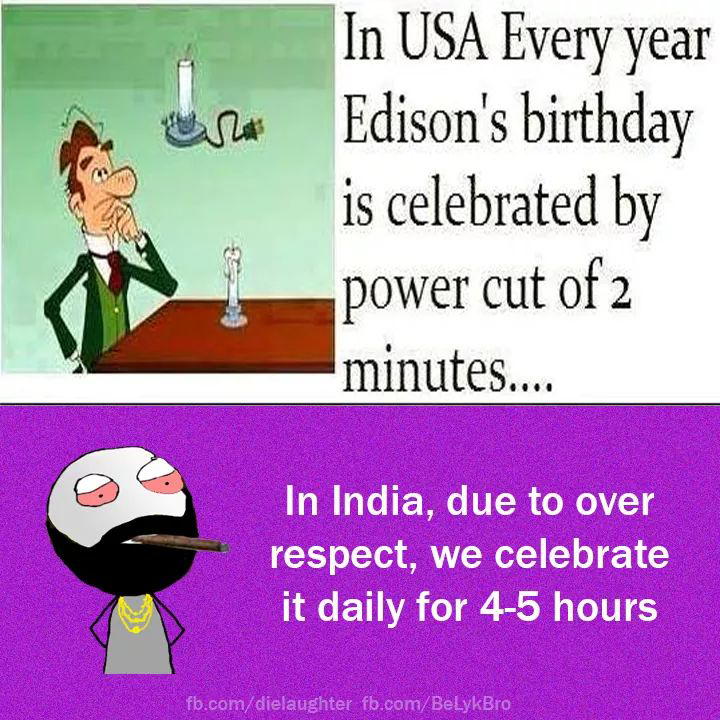 In USA Every year
Edison's birthday
is celebrated by
power cut of 2
minutes....
In India, due to over
respect, we celebrate
it daily for 4-5 hours
fb.com/dielaughter fb.com/BeLykBro